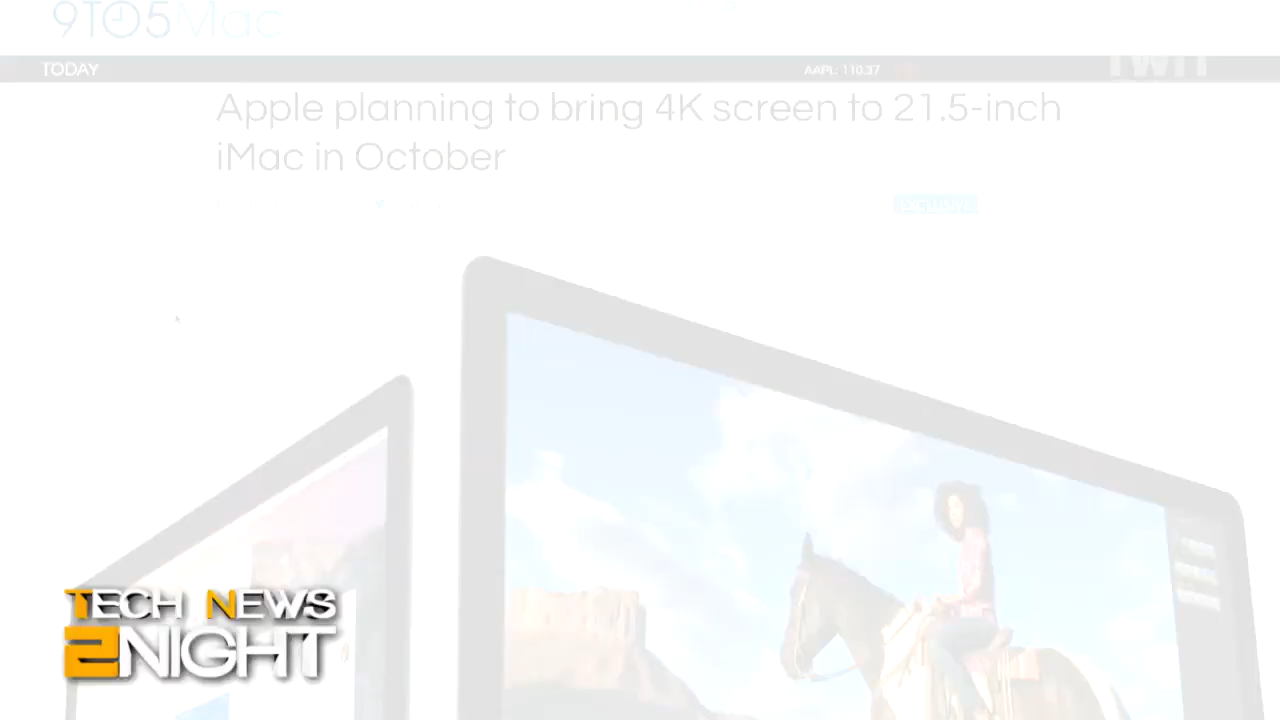 9TO5Mac
TODAY
AAPL: 110.37
TWiT
Apple planning to bring 4K screen to 21.5-inch
iMac in October
EXCLUSIVE
TECH NEWS
2NIGHT